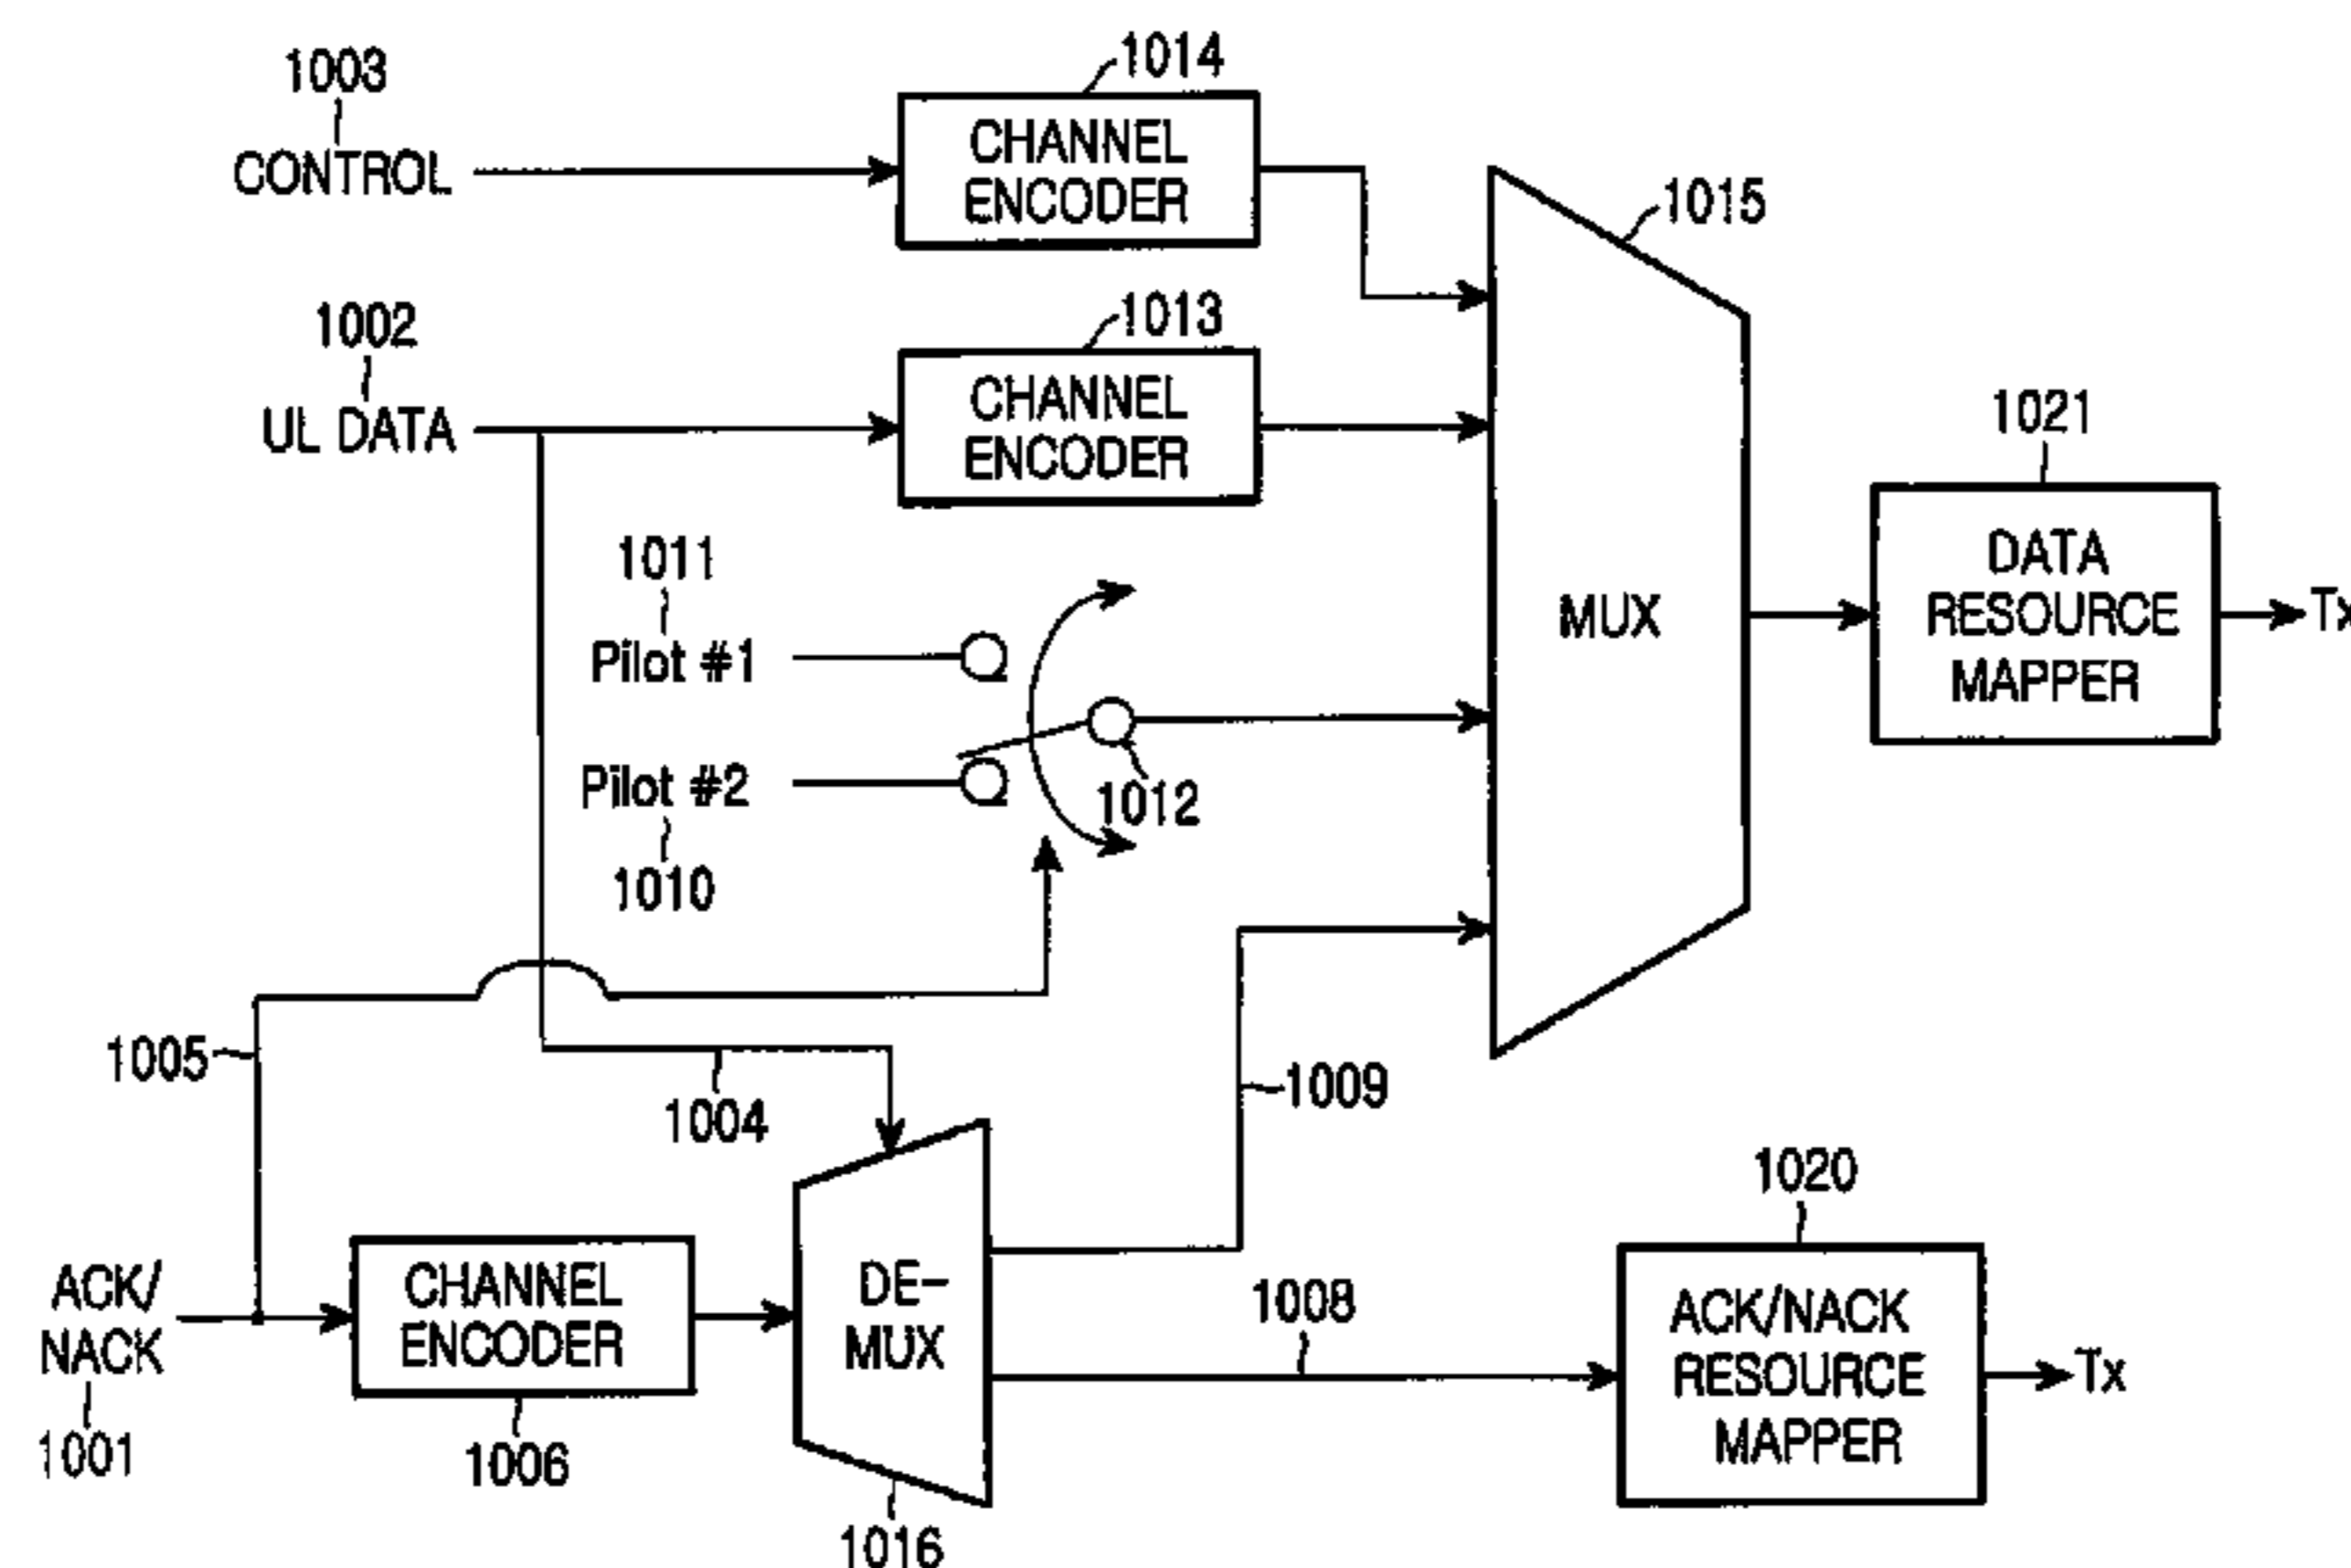 1003
CONTROL
1014
CHANNEL
ENCODER
1015
1002
UL DATA
1013
CHANNEL
ENCODER
1011
Pilot #1
Pilot #2
1010
1012
MUX
1021
DATA
RESOURCE
MAPPER
Tx
1005
1004
1009
ACK/
NACK
1001
CHANNEL
ENCODER
1006
DE-
MUX
1016
1008
1020
ACK/NACK
RESOURCE
MAPPER
Tx